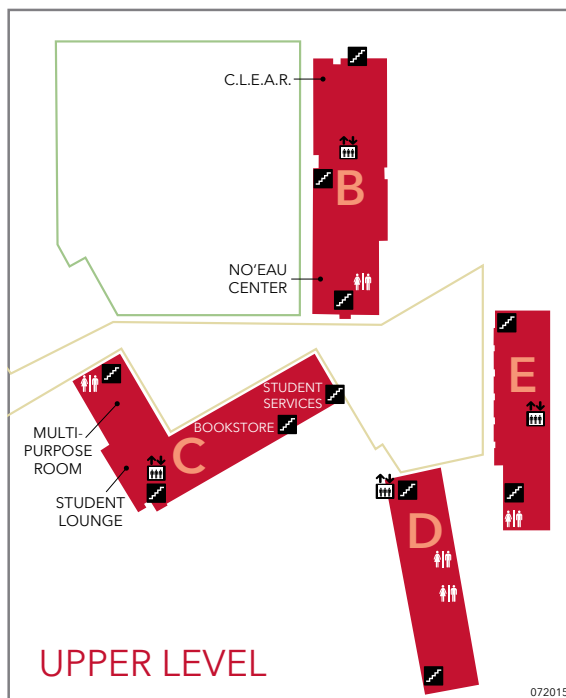 C.L.E.A.R.
B
NO‘EAU
CENTER
STUDENT
SERVICES
E
BOOKSTORE
MULTI-
PURPOSE
ROOM
C
STUDENT
LOUNGE
D
UPPER LEVEL
072015